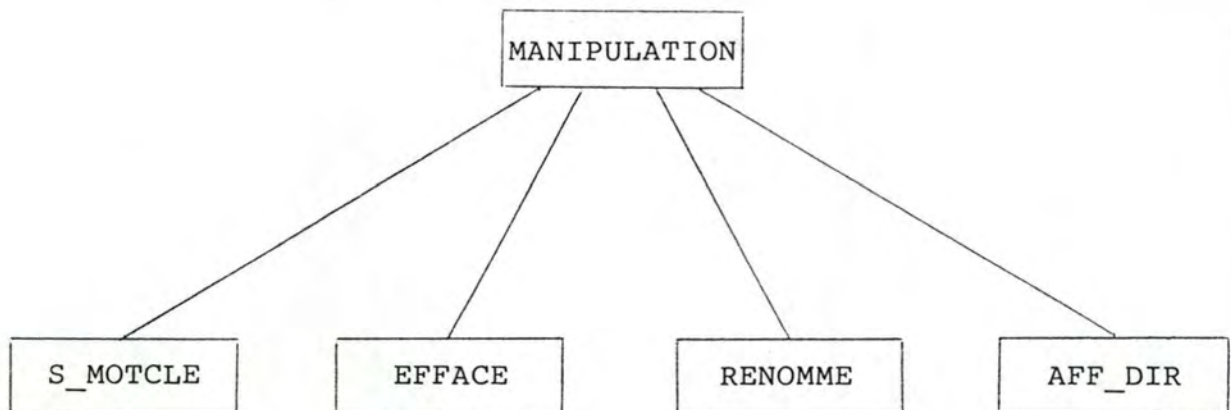 MANIPULATION
S_MOTCLE
EFFACE
RENOMME
AFF_DIR